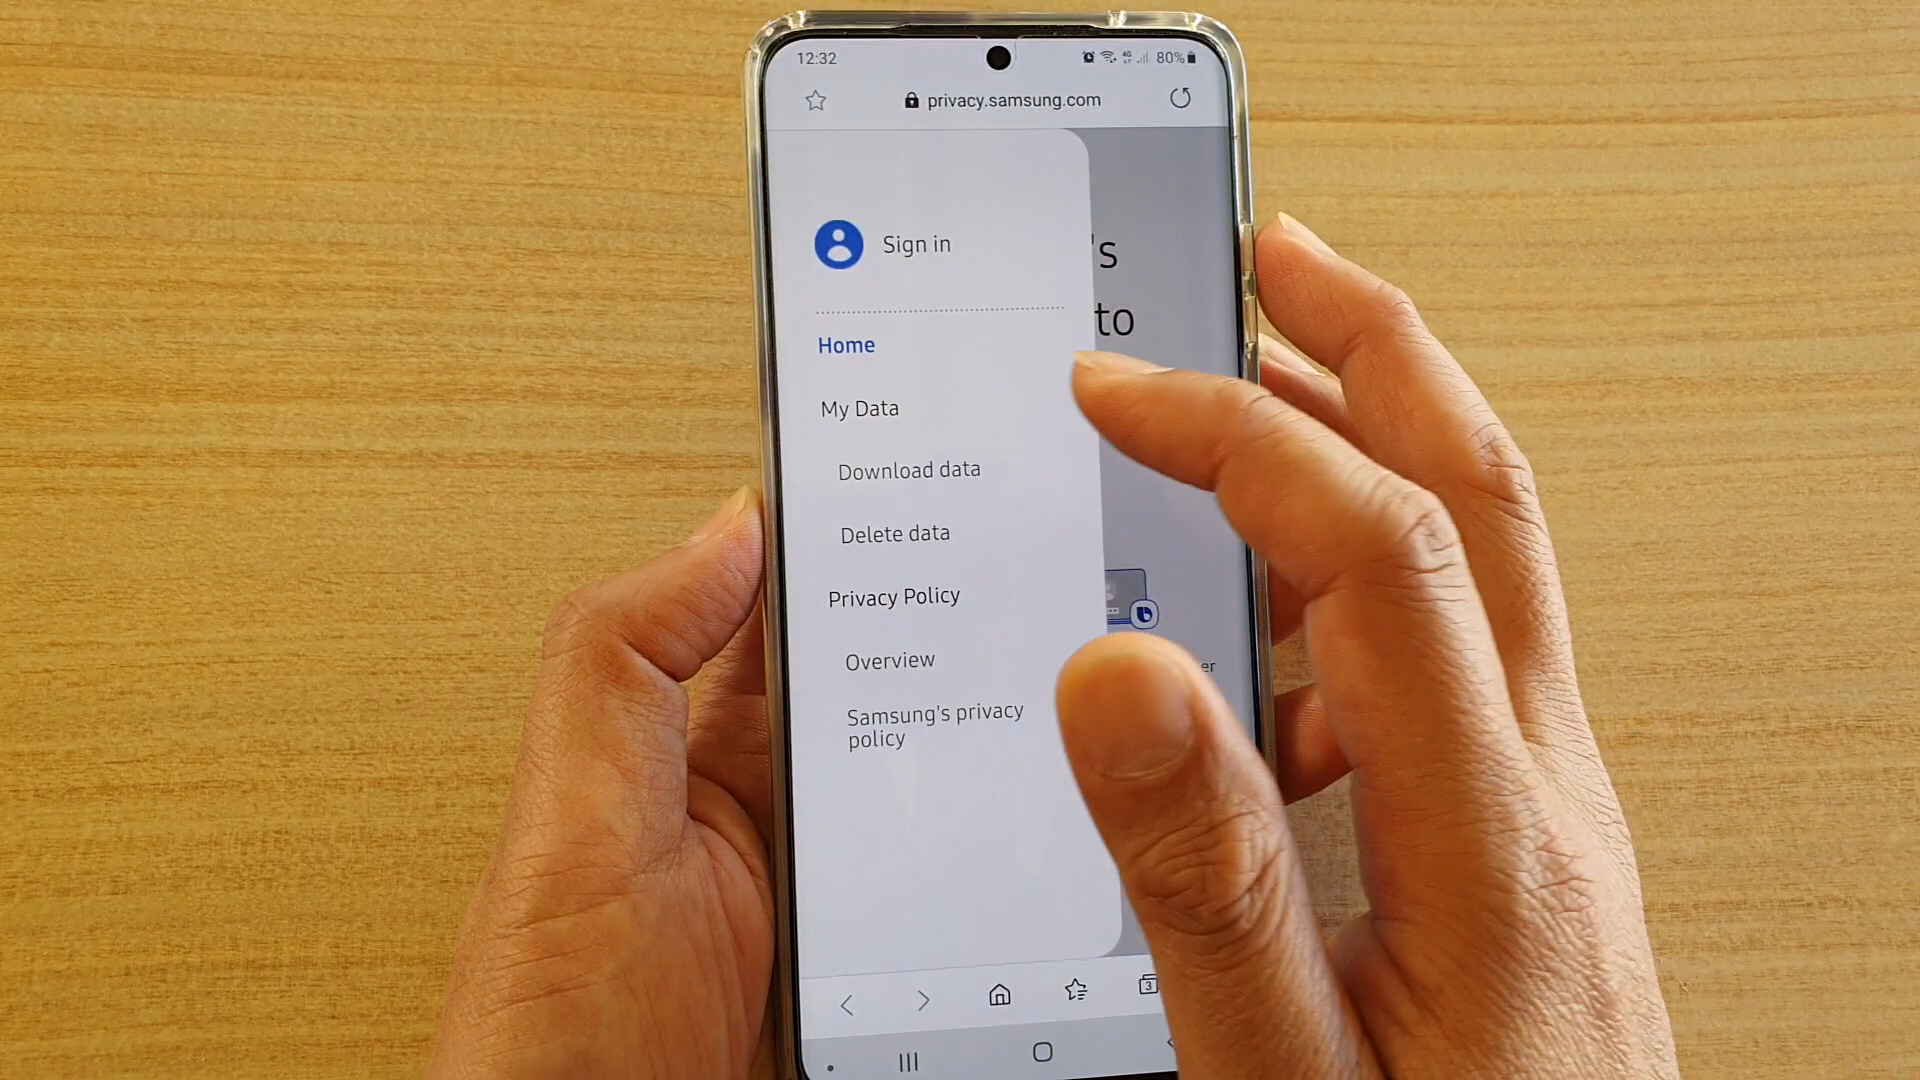 12:32
4G
80%
privacy.samsung.com
Sign in
's
to
Home
My Data
Download data
Delete data
Privacy Policy
er
Overview
Samsung's privacy
policy
3